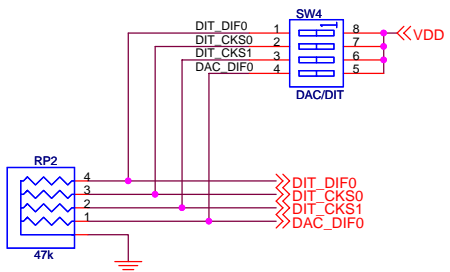 SW4
DIT_DIF0 1 8 VDD
DIT_CKS0 2 7
DIT_CKS1 3 6
DAC_DIF0 4 5
DAC/DIT
RP2
4 DIT_DIF0
3 DIT_CKS0
2 DIT_CKS1
1 DAC_DIF0
47k